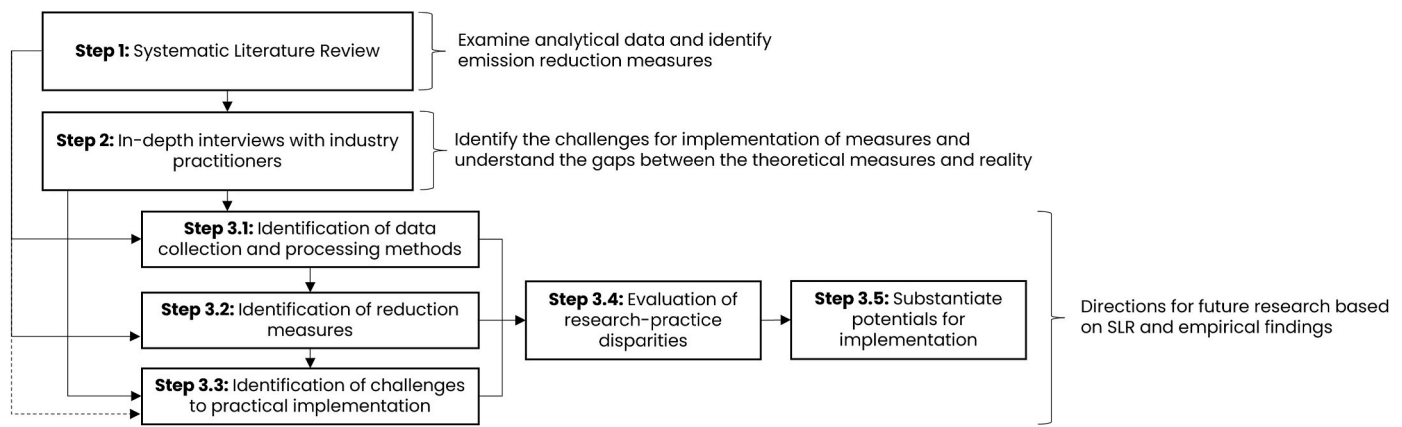 Step 1: Systematic Literature Review
Examine analytical data and identify
emission reduction measures
Step 2: In-depth interviews with industry
practitioners
Identify the challenges for implementation of measures and
understand the gaps between the theoretical measures and reality
Step 3.1: Identification of data
collection and processing methods
Step 3.2: Identification of reduction
measures
Step 3.3: Identification of challenges
to practical implementation
Step 3.4: Evaluation of
research-practice
disparities
Step 3.5: Substantiate
potentials for
implementation
Directions for future research based
on SLR and empirical findings